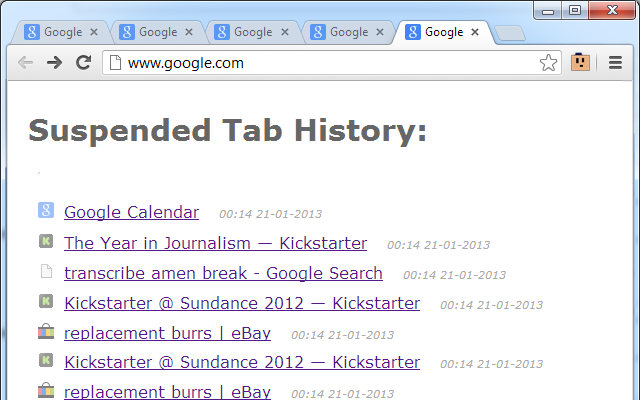 Google Google Google Google Google
www.google.com
Suspended Tab History:
Google Calendar 00:14 21-01-2013
The Year in Journalism — Kickstarter 00:14 21-01-2013
transcribe amen break - Google Search 00:14 21-01-2013
Kickstarter @ Sundance 2012 — Kickstarter 00:14 21-01-2013
replacement burrs | eBay 00:14 21-01-2013
Kickstarter @ Sundance 2012 — Kickstarter 00:14 21-01-2013
replacement burrs | eBay 00:14 21-01-2013